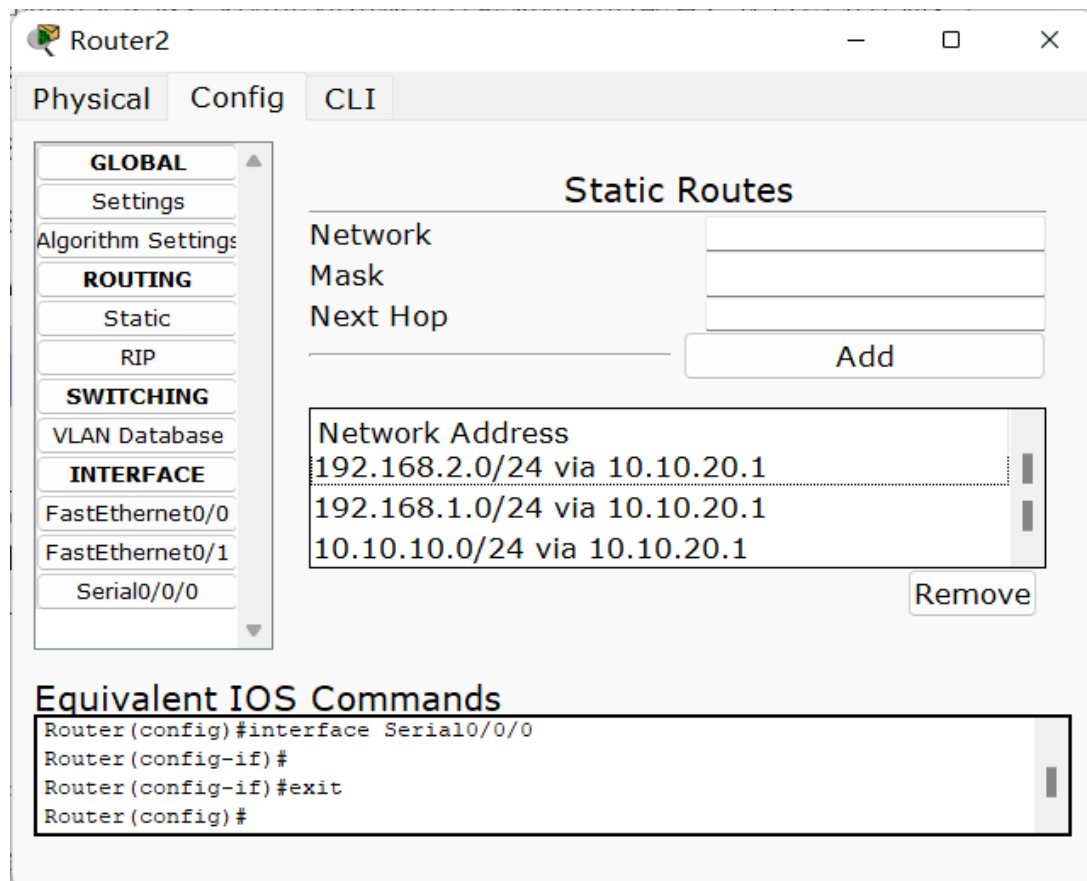 Router2
Physical Config CLI
GLOBAL
Settings
Algorithm Settings
ROUTING
Static
RIP
SWITCHING
VLAN Database
INTERFACE
FastEthernet0/0
FastEthernet0/1
Serial0/0/0
Static Routes
Network
Mask
Next Hop
Add
Network Address
192.168.2.0/24 via 10.10.20.1
192.168.1.0/24 via 10.10.20.1
10.10.10.0/24 via 10.10.20.1
Remove
Equivalent IOS Commands
Router(config)#interface Serial0/0/0
Router(config-if)#
Router(config-if)#exit
Router(config)#